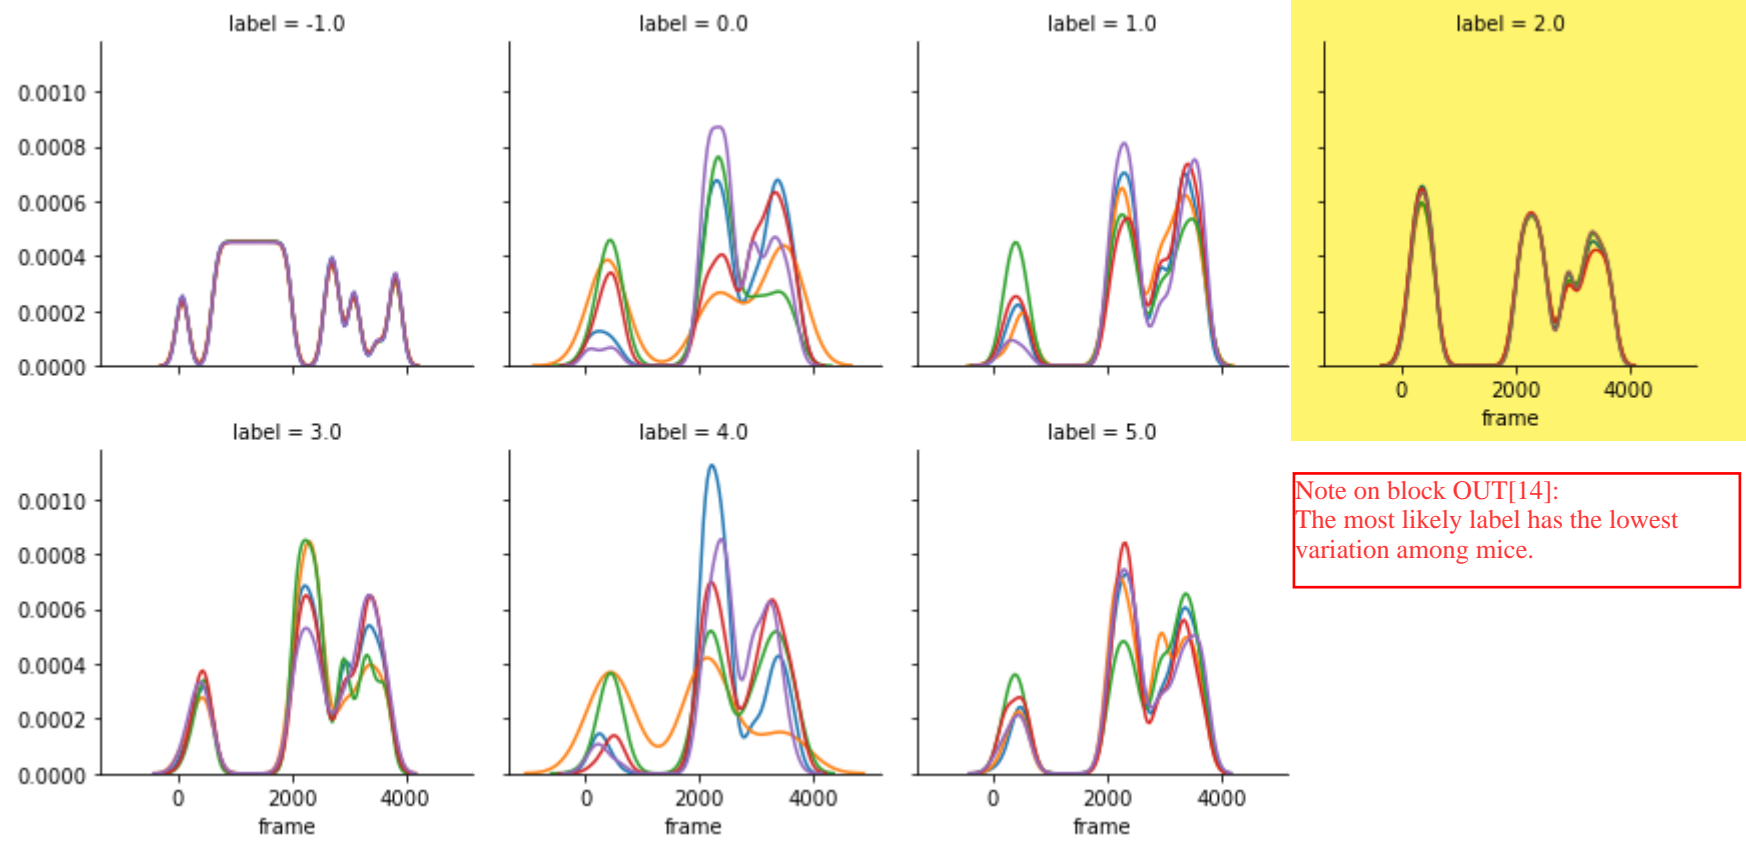 label = -1.0
label = 0.0
label = 1.0
label = 2.0
0.0010
0.0008
0.0006
0.0004
0.0002
0.0000
0
2000
4000
0
2000
4000
0
2000
4000
0
2000
4000
frame
label = 3.0
label = 4.0
label = 5.0
Note on block OUT[14]:
The most likely label has the lowest
variation among mice.
0.0010
0.0008
0.0006
0.0004
0.0002
0.0000
frame
frame
frame